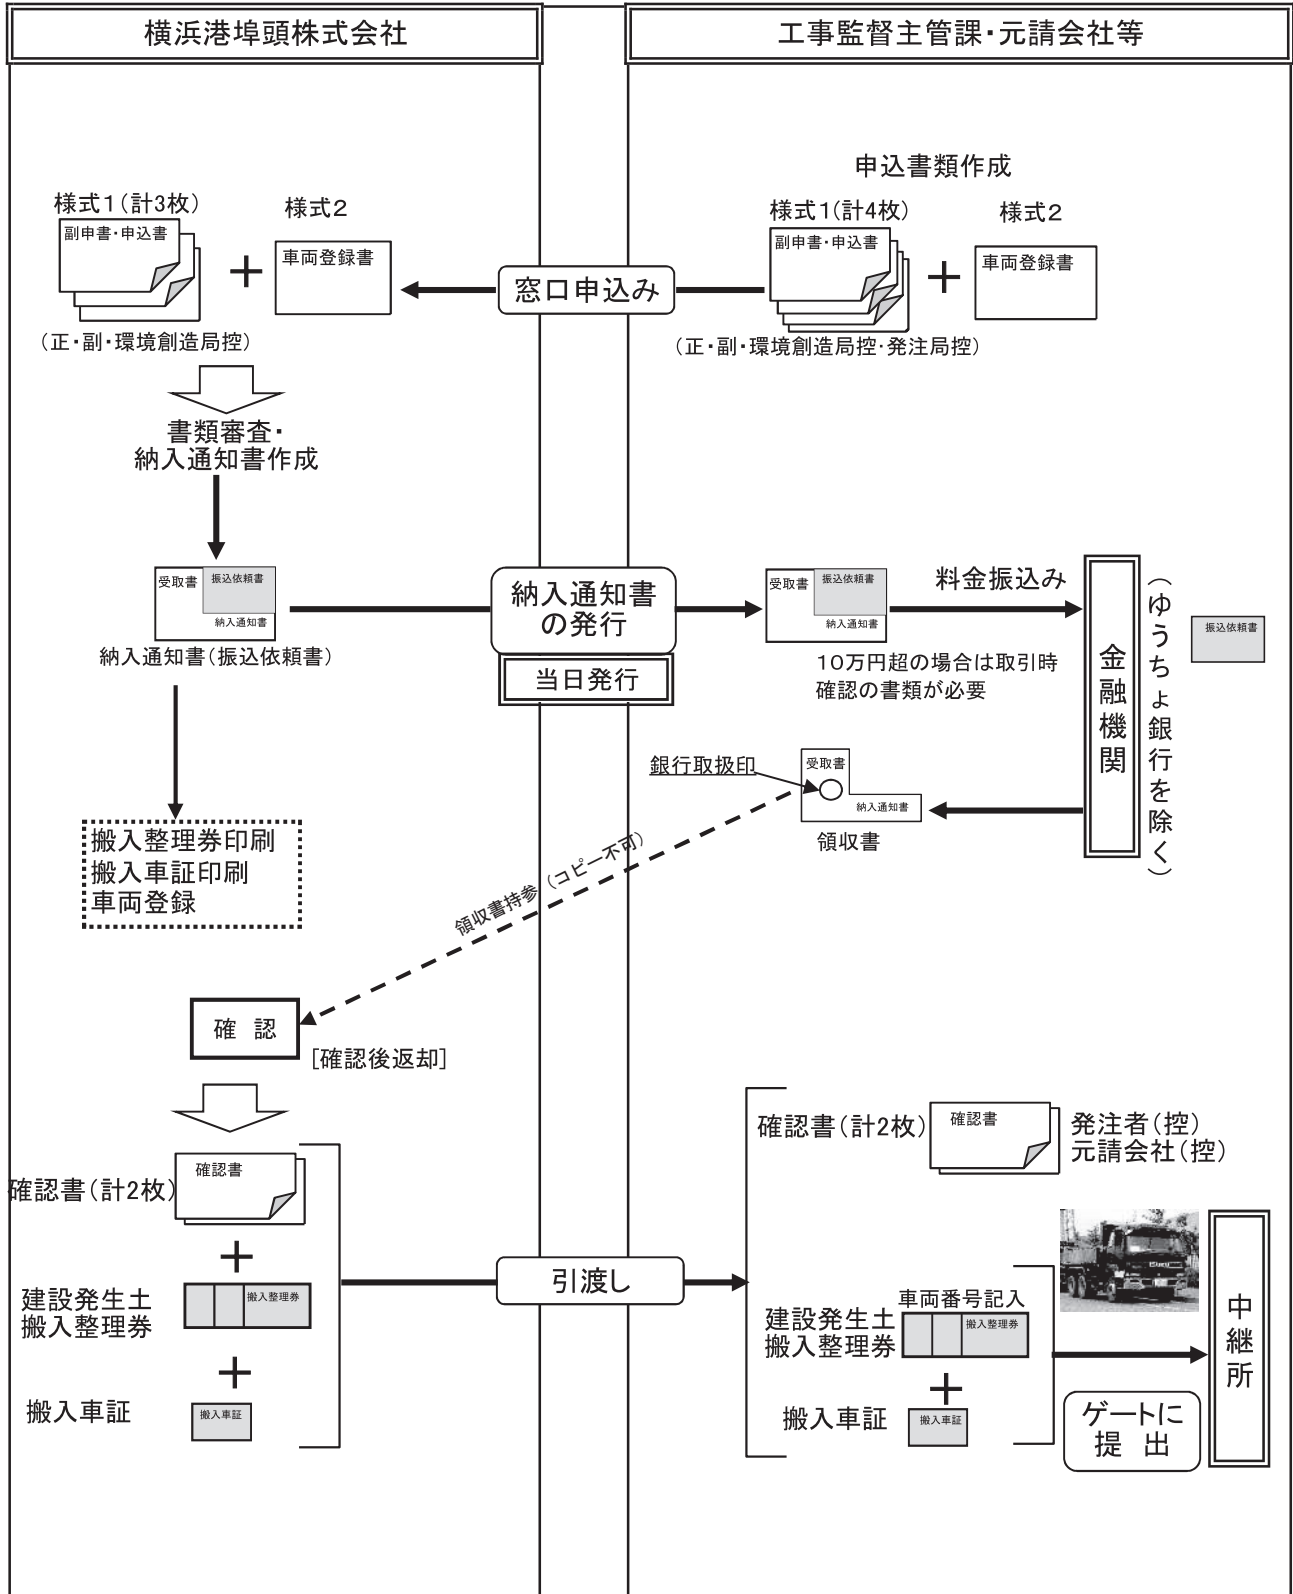 横浜港埠頭株式会社
工事監督主管課・元請会社等
申込書類作成
様式1(計3枚)
様式2
副申書・申込書
車両登録書
(正・副・環境創造局控)
窓口申込み
様式1(計4枚)
様式2
副申書・申込書
車両登録書
(正・副・環境創造局控・発注局控)
書類審査・
納入通知書作成
受取書
振込依頼書
納入通知書
納入通知書(振込依頼書)
納入通知書
の発行
当日発行
受取書
振込依頼書
納入通知書
料金振込み
10万円超の場合は取引時
確認の書類が必要
金融機関
(ゆうちょ銀行を除く)
振込依頼書
銀行取扱印
受取書
納入通知書
領収書
領収書持参(コピー不可)
搬入整理券印刷
搬入車証印刷
車両登録
確 認
[確認後返却]
確認書(計2枚)
確認書
建設発生土
搬入整理券
搬入整理券
搬入車証
搬入車証
引渡し
確認書(計2枚)
確認書
発注者(控)
元請会社(控)
車両番号記入
建設発生土
搬入整理券
搬入整理券
搬入車証
搬入車証
ゲートに
提 出
中継所